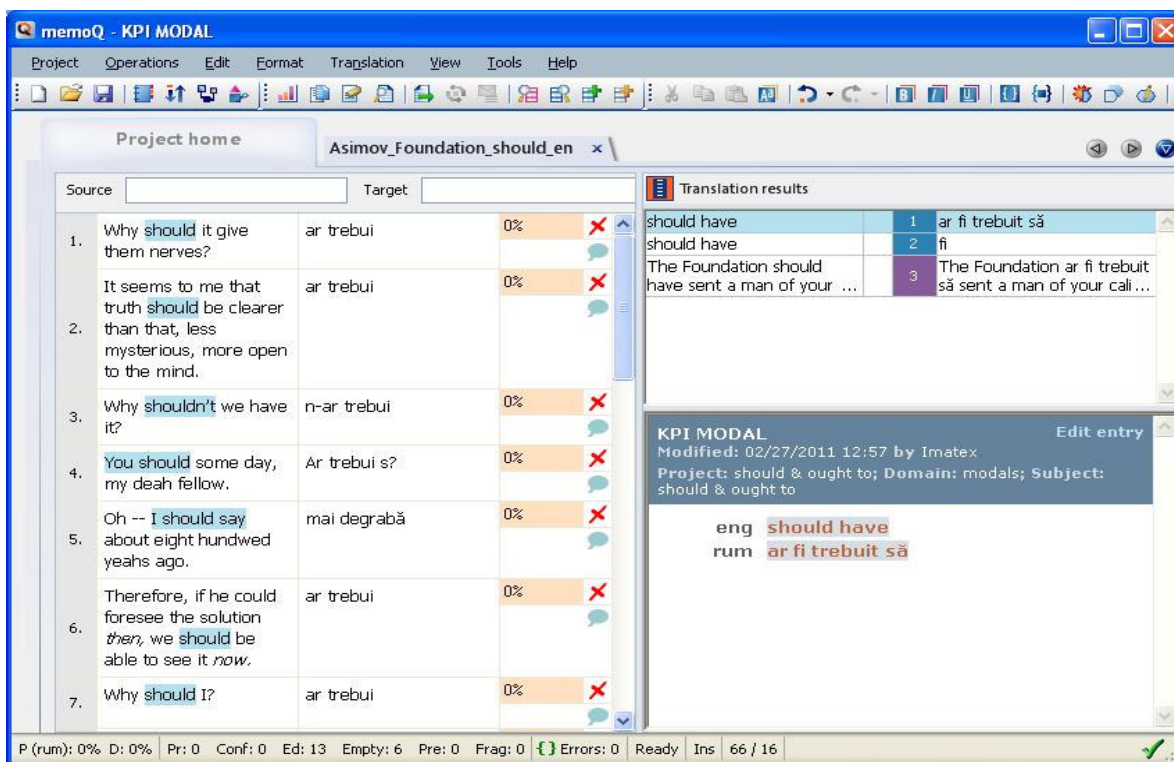 memoQ - KPI MODAL
Project Operations Edit Format Translation View Tools Help
Project home
Asimov_Foundation_should_en x
Source
Target
Translation results
1.
Why should it give
them nerves?
ar trebui
0%
2.
It seems to me that
truth should be clearer
than that, less
mysterious, more open
to the mind.
ar trebui
0%
3.
Why shouldn't we have
it?
n-ar trebui
0%
4.
You should some day,
my deah fellow.
Ar trebui s?
0%
5.
Oh -- I should say
about eight hundwed
yeahs ago.
mai degrabă
0%
6.
Therefore, if he could
foresee the solution
then, we should be
able to see it now.
ar trebui
0%
7.
Why should I?
ar trebui
0%
should have 1 ar fi trebuit să
should have 2 fi
The Foundation should
have sent a man of your ...
3
The Foundation ar fi trebuit
să sent a man of your cali ...
KPI MODAL
Edit entry
Modified: 02/27/2011 12:57 by Imatex
Project: should & ought to; Domain: modals; Subject:
should & ought to
eng should have
rum ar fi trebuit să
P (rum): 0% D: 0% Pr: 0 Conf: 0 Ed: 13 Empty: 6 Pre: 0 Frag: 0 {} Errors: 0 Ready Ins 66 / 16